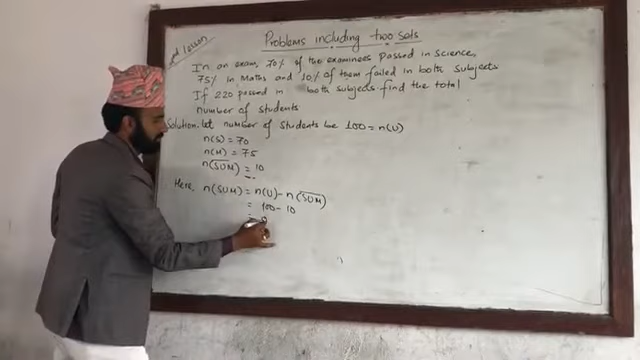 2nd lesson
Problems including two sets
In an exam, 70% of the examinees passed in science,
75% in Maths and 10% of them failed in both subjects
If 220 passed in both subjects find the total
number of students
Solution. Let number of students be 100 = n(U)
n(S) = 70
n(M) = 75
n(S̅U̅M̅) = 10
Here, n(SUM) = n(U) - n(S̅U̅M̅)
= 100 - 10
=